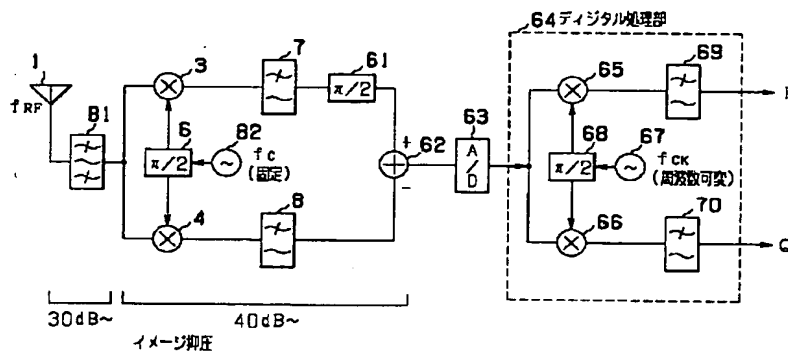 64 ディジタル処理部
1
fRF
81
3
7
61
π/2
6
π/2
82
fC
(固定)
4
8
+
62
-
63
A/D
65
69
I
68
π/2
67
fCK
(周波数可変)
66
70
Q
30dB~
40dB~
イメージ抑圧